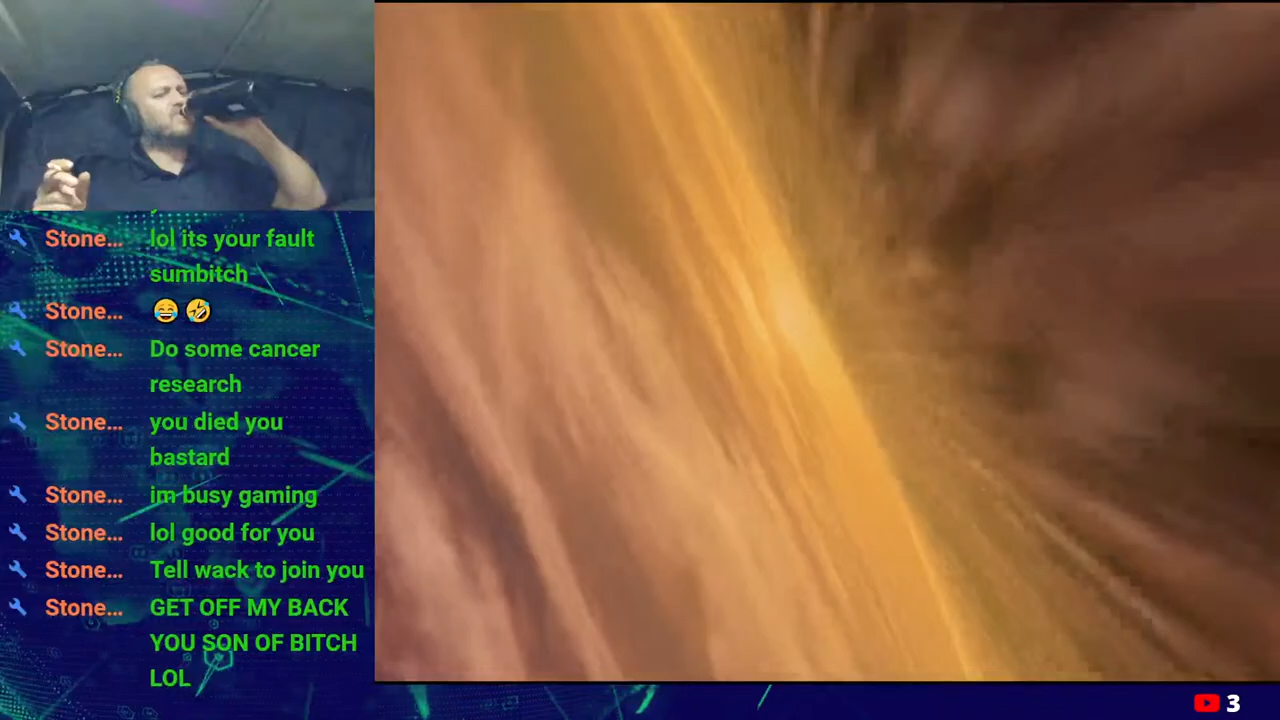 Stone... lol its your fault
sumbitch
Stone... 😂 🤣
Stone... Do some cancer
research
Stone... you died you
bastard
Stone... im busy gaming
Stone... lol good for you
Stone... Tell wack to join you
Stone... GET OFF MY BACK
YOU SON OF BITCH
LOL
3